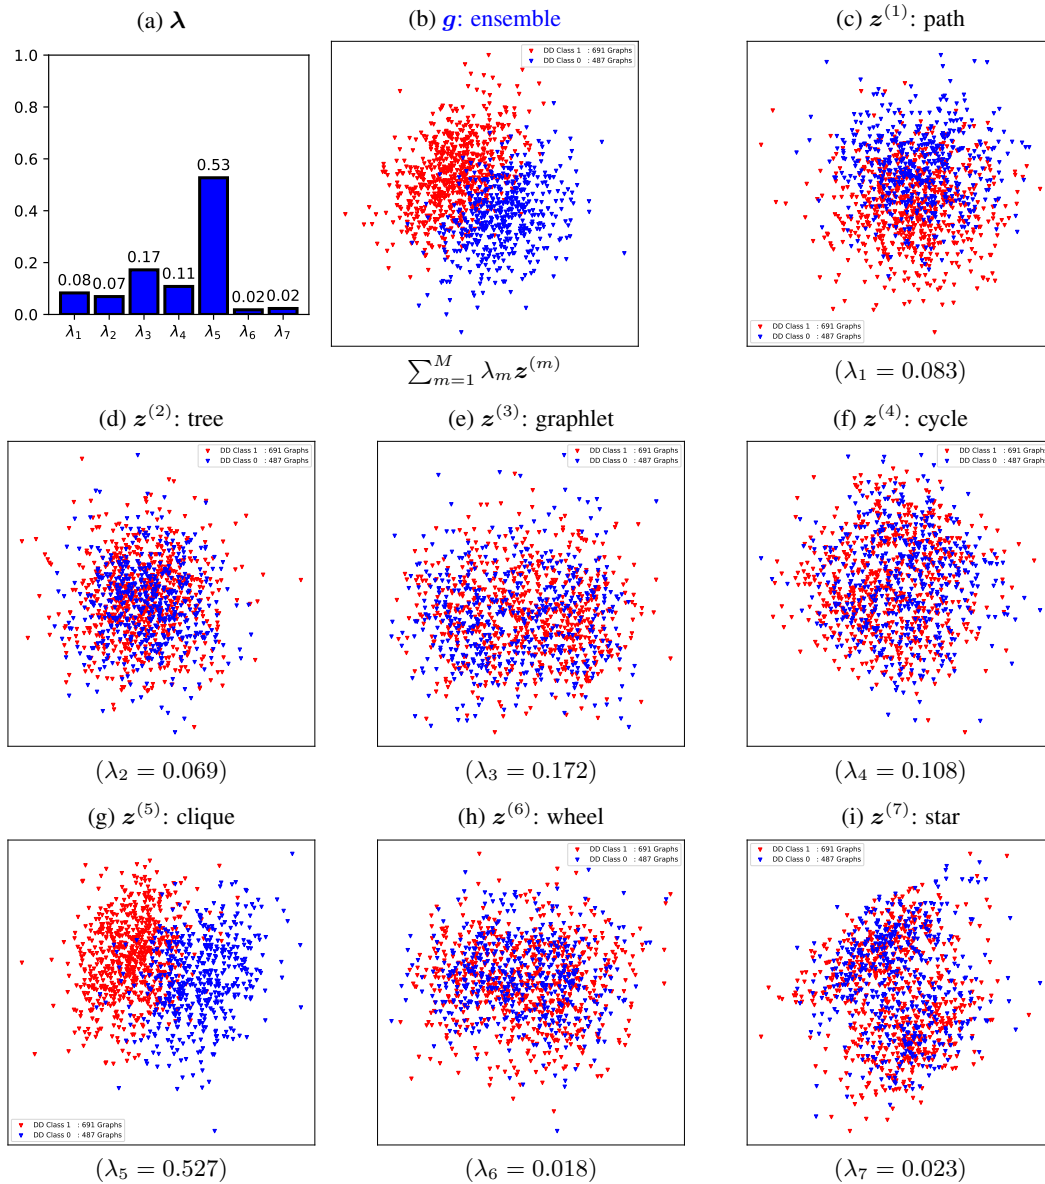 (a) λ
1.0
0.8
0.6
0.4
0.2
0.0
0.08
0.07
0.17
0.11
0.53
0.02
0.02
λ₁ λ₂ λ₃ λ₄ λ₅ λ₆ λ₇
(b) g: ensemble
DD Class 1 : 691 Graphs
DD Class 0 : 487 Graphs
∑ᴹₘ₌₁ λₘz⁽ᵐ⁾
(c) z⁽¹⁾: path
DD Class 1 : 691 Graphs
DD Class 0 : 487 Graphs
(λ₁ = 0.083)
(d) z⁽²⁾: tree
DD Class 1 : 691 Graphs
DD Class 0 : 487 Graphs
(λ₂ = 0.069)
(e) z⁽³⁾: graphlet
DD Class 1 : 691 Graphs
DD Class 0 : 487 Graphs
(λ₃ = 0.172)
(f) z⁽⁴⁾: cycle
DD Class 1 : 691 Graphs
DD Class 0 : 487 Graphs
(λ₄ = 0.108)
(g) z⁽⁵⁾: clique
DD Class 1 : 691 Graphs
DD Class 0 : 487 Graphs
(λ₅ = 0.527)
(h) z⁽⁶⁾: wheel
DD Class 1 : 691 Graphs
DD Class 0 : 487 Graphs
(λ₆ = 0.018)
(i) z⁽⁷⁾: star
DD Class 1 : 691 Graphs
DD Class 0 : 487 Graphs
(λ₇ = 0.023)